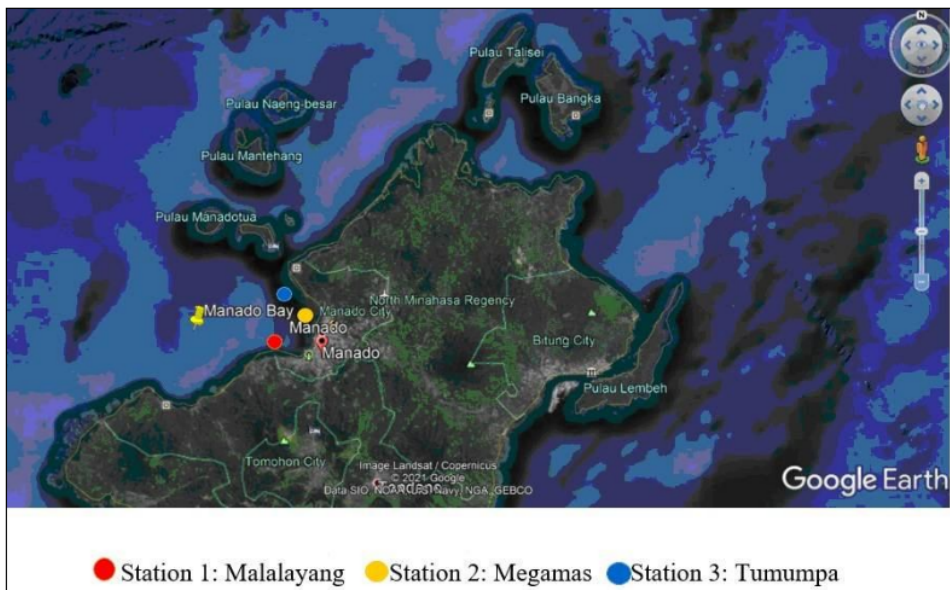 N
Pulau Talisei
Pulau Bangka
Pulau Naeng-besar
Pulau Mantehang
Pulau Manadotua
Manado Bay
North Minahasa Regency
Manado City
Manado
Manado
Bitung City
Pulau Lembeh
Tomohon City
Image Landsat / Copernicus
© 2021 Google
Data SIO, NOAA, U.S. Navy, NGA, GEBCO
Google Earth
Station 1: Malalayang Station 2: Megamas Station 3: Tumumpa